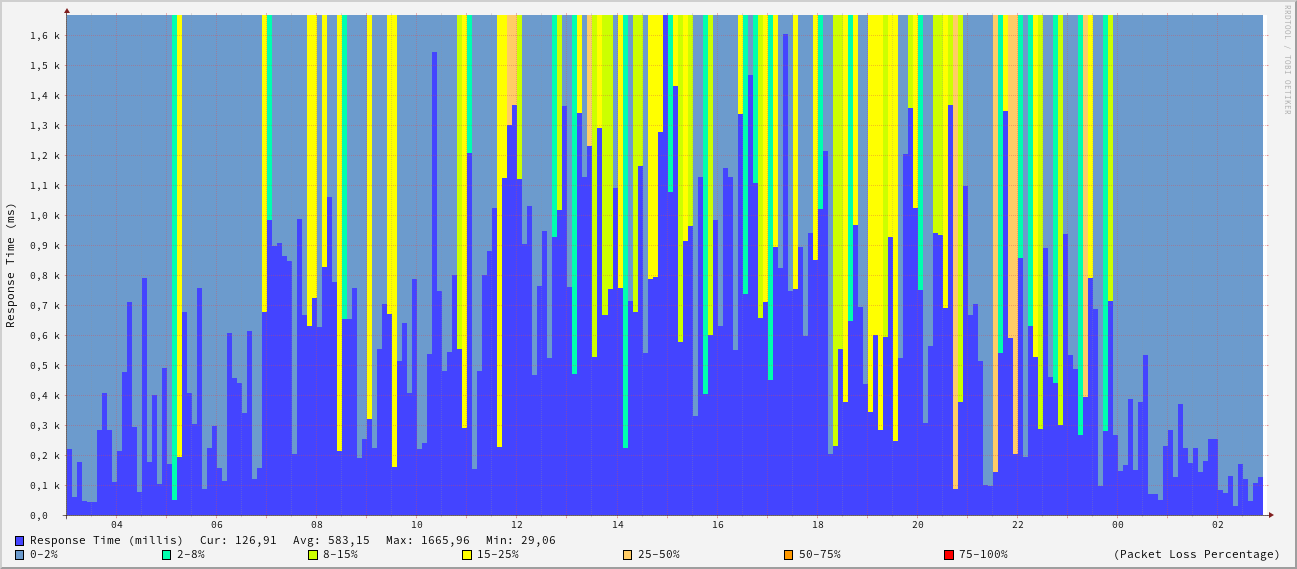 RRDTOOL / TOBI OETIKER
Response Time (ms)
1,6 k
1,5 k
1,4 k
1,3 k
1,2 k
1,1 k
1,0 k
0,9 k
0,8 k
0,7 k
0,6 k
0,5 k
0,4 k
0,3 k
0,2 k
0,1 k
0,0
04 06 08 10 12 14 16 18 20 22 00 02
Response Time (millis) Cur: 126,91 Avg: 583,15 Max: 1665,96 Min: 29,06
0-2% 2-8% 8-15% 15-25% 25-50% 50-75% 75-100% (Packet Loss Percentage)